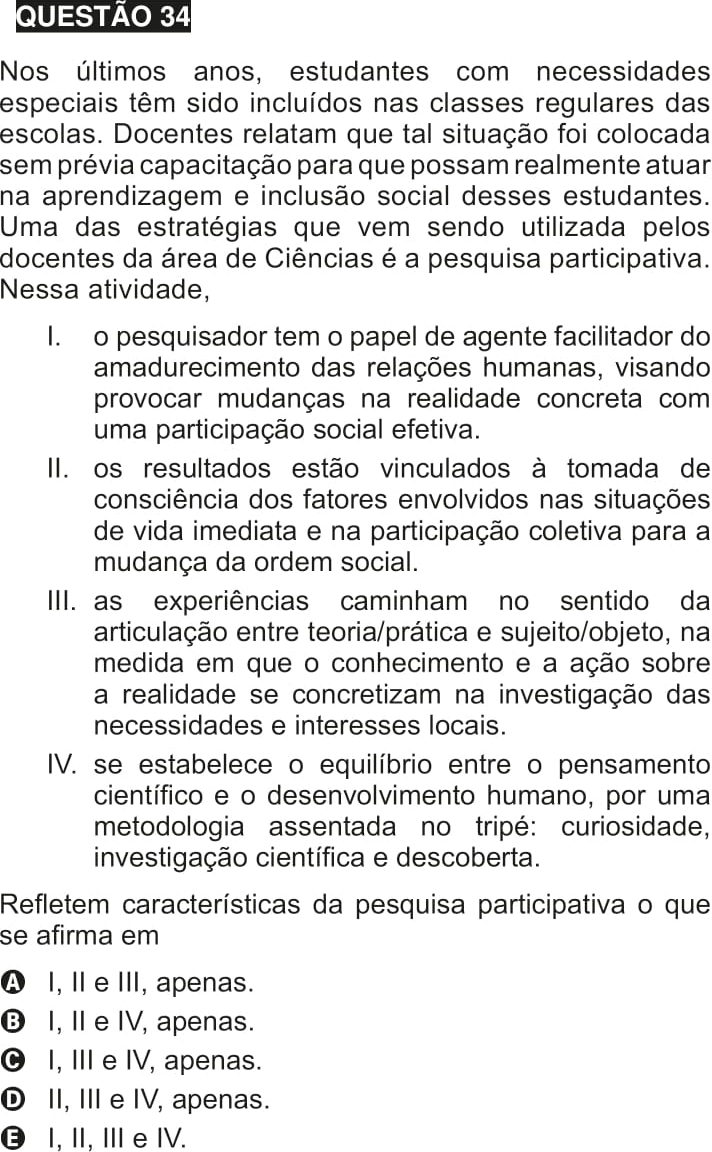 QUESTÃO 34
Nos últimos anos, estudantes com necessidades
especiais têm sido incluídos nas classes regulares das
escolas. Docentes relatam que tal situação foi colocada
sem prévia capacitação para que possam realmente atuar
na aprendizagem e inclusão social desses estudantes.
Uma das estratégias que vem sendo utilizada pelos
docentes da área de Ciências é a pesquisa participativa.
Nessa atividade,
I. o pesquisador tem o papel de agente facilitador do
amadurecimento das relações humanas, visando
provocar mudanças na realidade concreta com
uma participação social efetiva.
II. os resultados estão vinculados à tomada de
consciência dos fatores envolvidos nas situações
de vida imediata e na participação coletiva para a
mudança da ordem social.
III. as experiências caminham no sentido da
articulação entre teoria/prática e sujeito/objeto, na
medida em que o conhecimento e a ação sobre
a realidade se concretizam na investigação das
necessidades e interesses locais.
IV. se estabelece o equilíbrio entre o pensamento
científico e o desenvolvimento humano, por uma
metodologia assentada no tripé: curiosidade,
investigação científica e descoberta.
Refletem características da pesquisa participativa o que
se afirma em
A I, II e III, apenas.
B I, II e IV, apenas.
C I, III e IV, apenas.
D II, III e IV, apenas.
E I, II, III e IV.